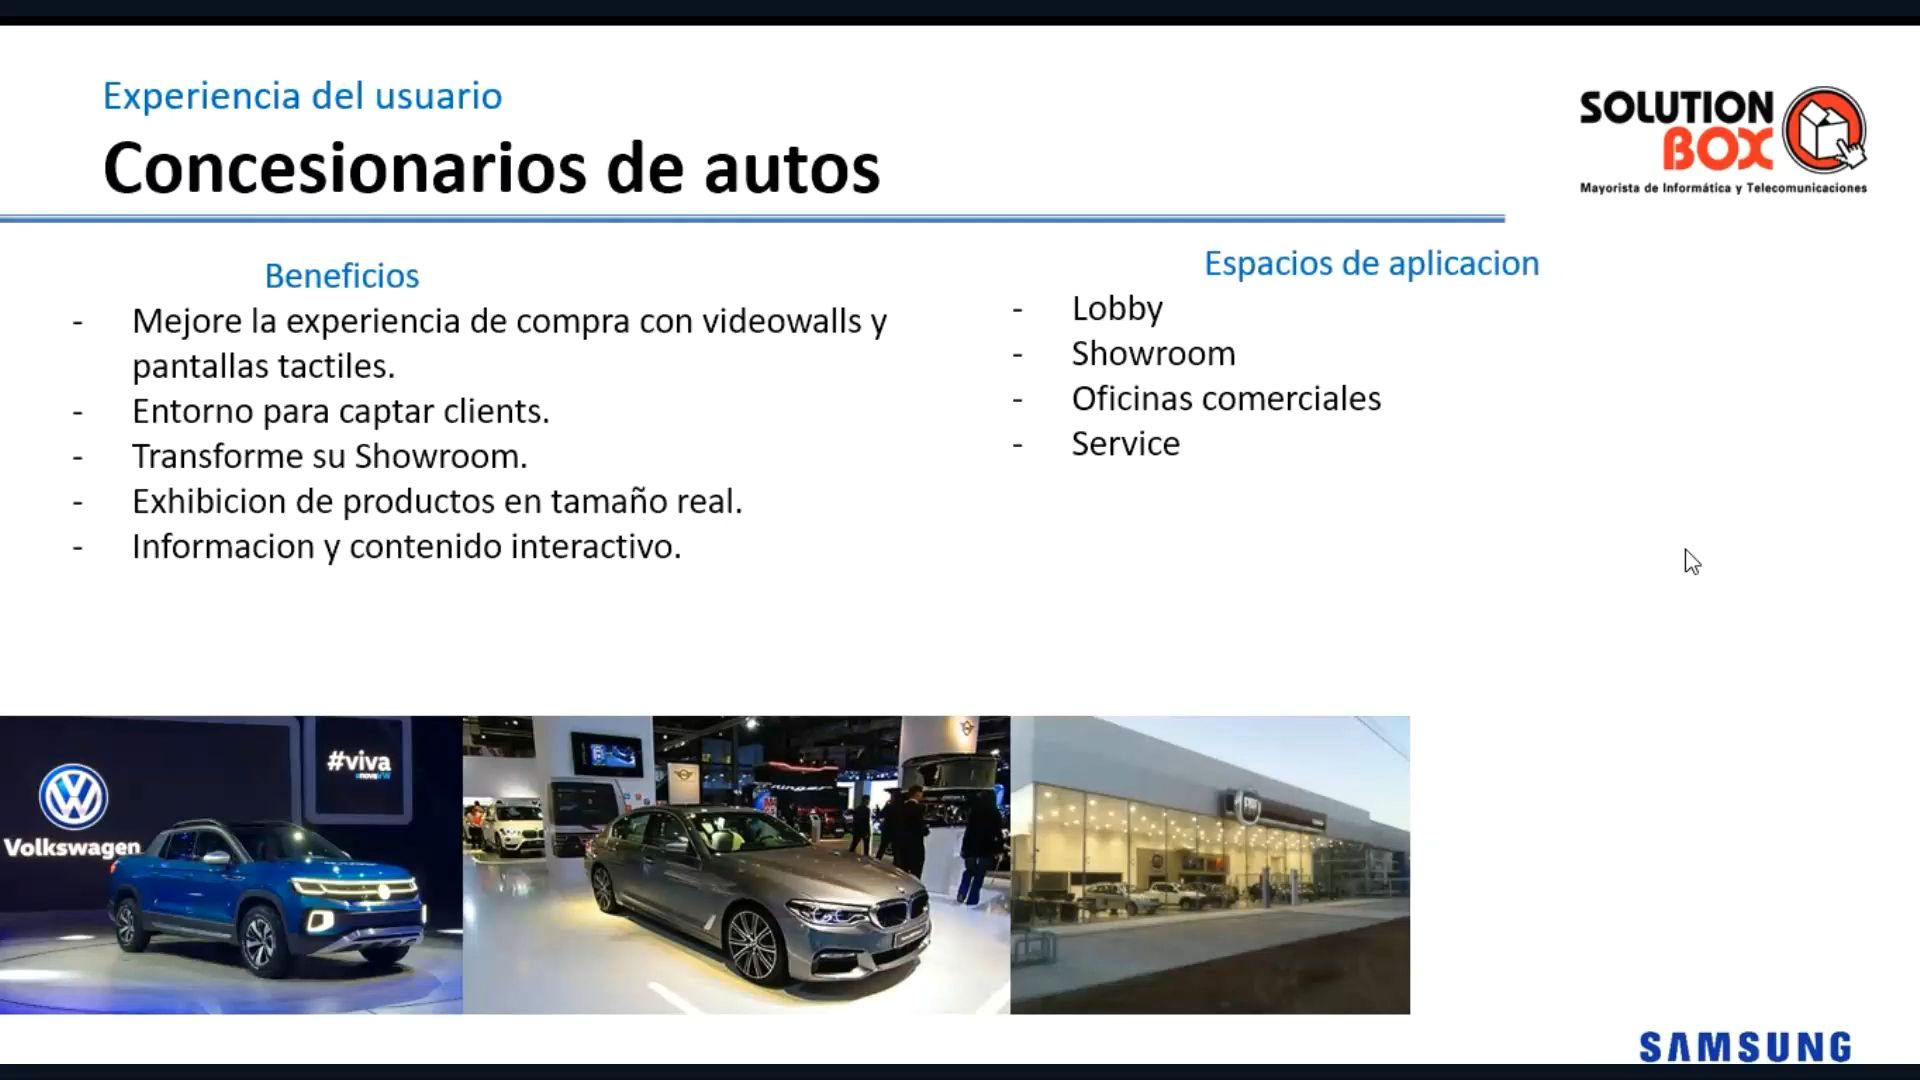 Experiencia del usuario
Concesionarios de autos
SOLUTION
BOX
Mayorista de Informática y Telecomunicaciones
Beneficios
- Mejore la experiencia de compra con videowalls y
pantallas tactiles.
- Entorno para captar clients.
- Transforme su Showroom.
- Exhibicion de productos en tamaño real.
- Informacion y contenido interactivo.
Espacios de aplicacion
- Lobby
- Showroom
- Oficinas comerciales
- Service
#viva
Volkswagen
SAMSUNG